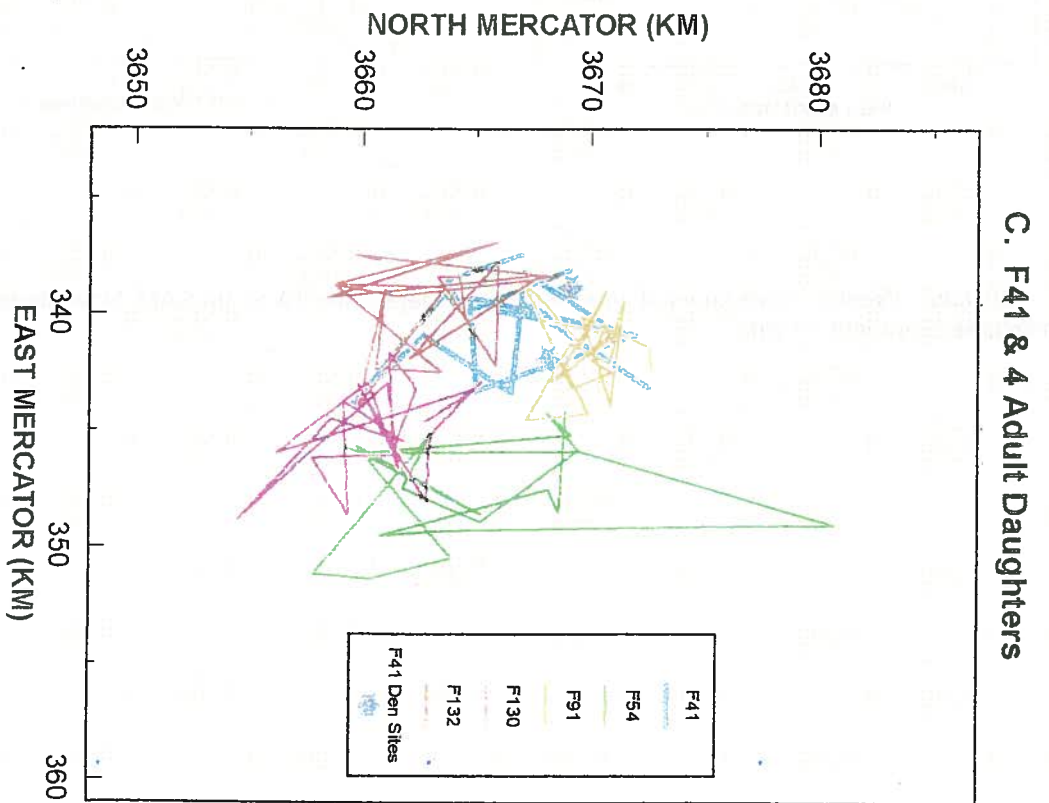 C. F41 & 4 Adult Daughters
NORTH MERCATOR (KM)
3680
3670
3660
3650
340
350
360
EAST MERCATOR (KM)
F41
F54
F91
F130
F132
F41 Den Sites